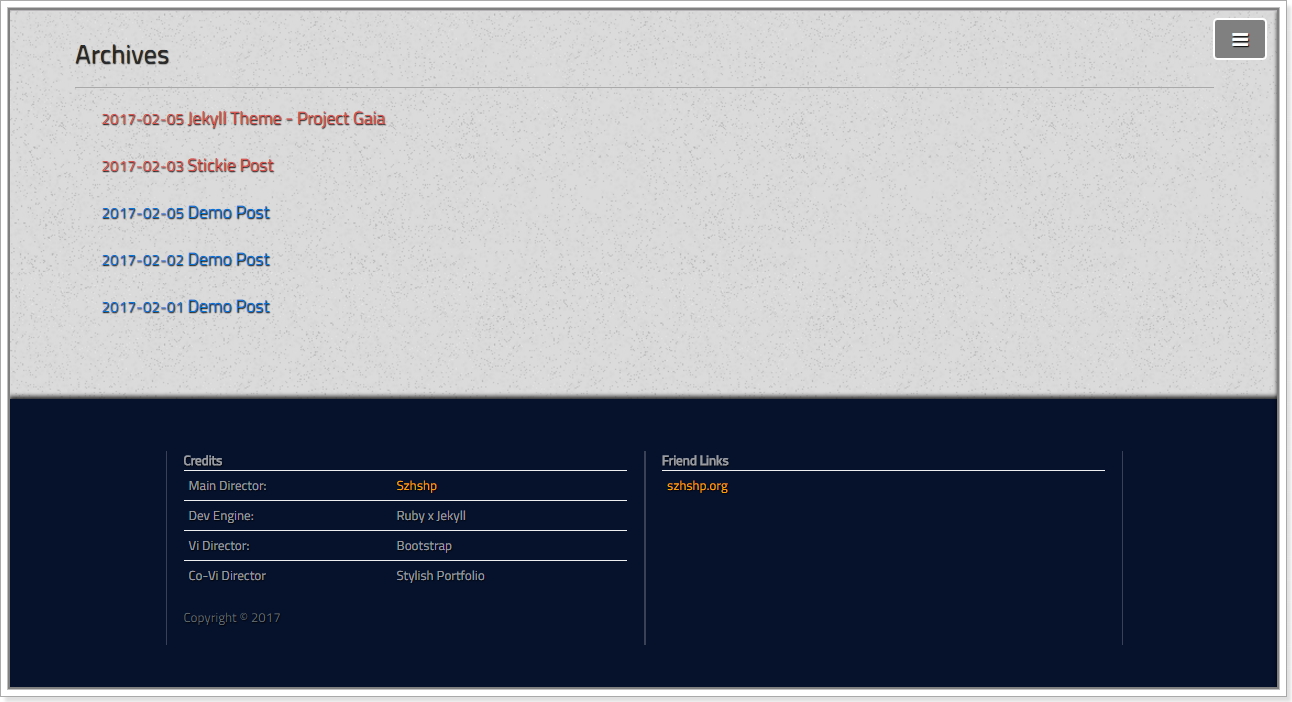 Archives
2017-02-05 Jekyll Theme - Project Gaia
2017-02-03 Stickie Post
2017-02-05 Demo Post
2017-02-02 Demo Post
2017-02-01 Demo Post
Credits
Main Director: Szhshp
Dev Engine: Ruby x Jekyll
Vi Director: Bootstrap
Co-Vi Director Stylish Portfolio
Copyright © 2017
Friend Links
szhshp.org